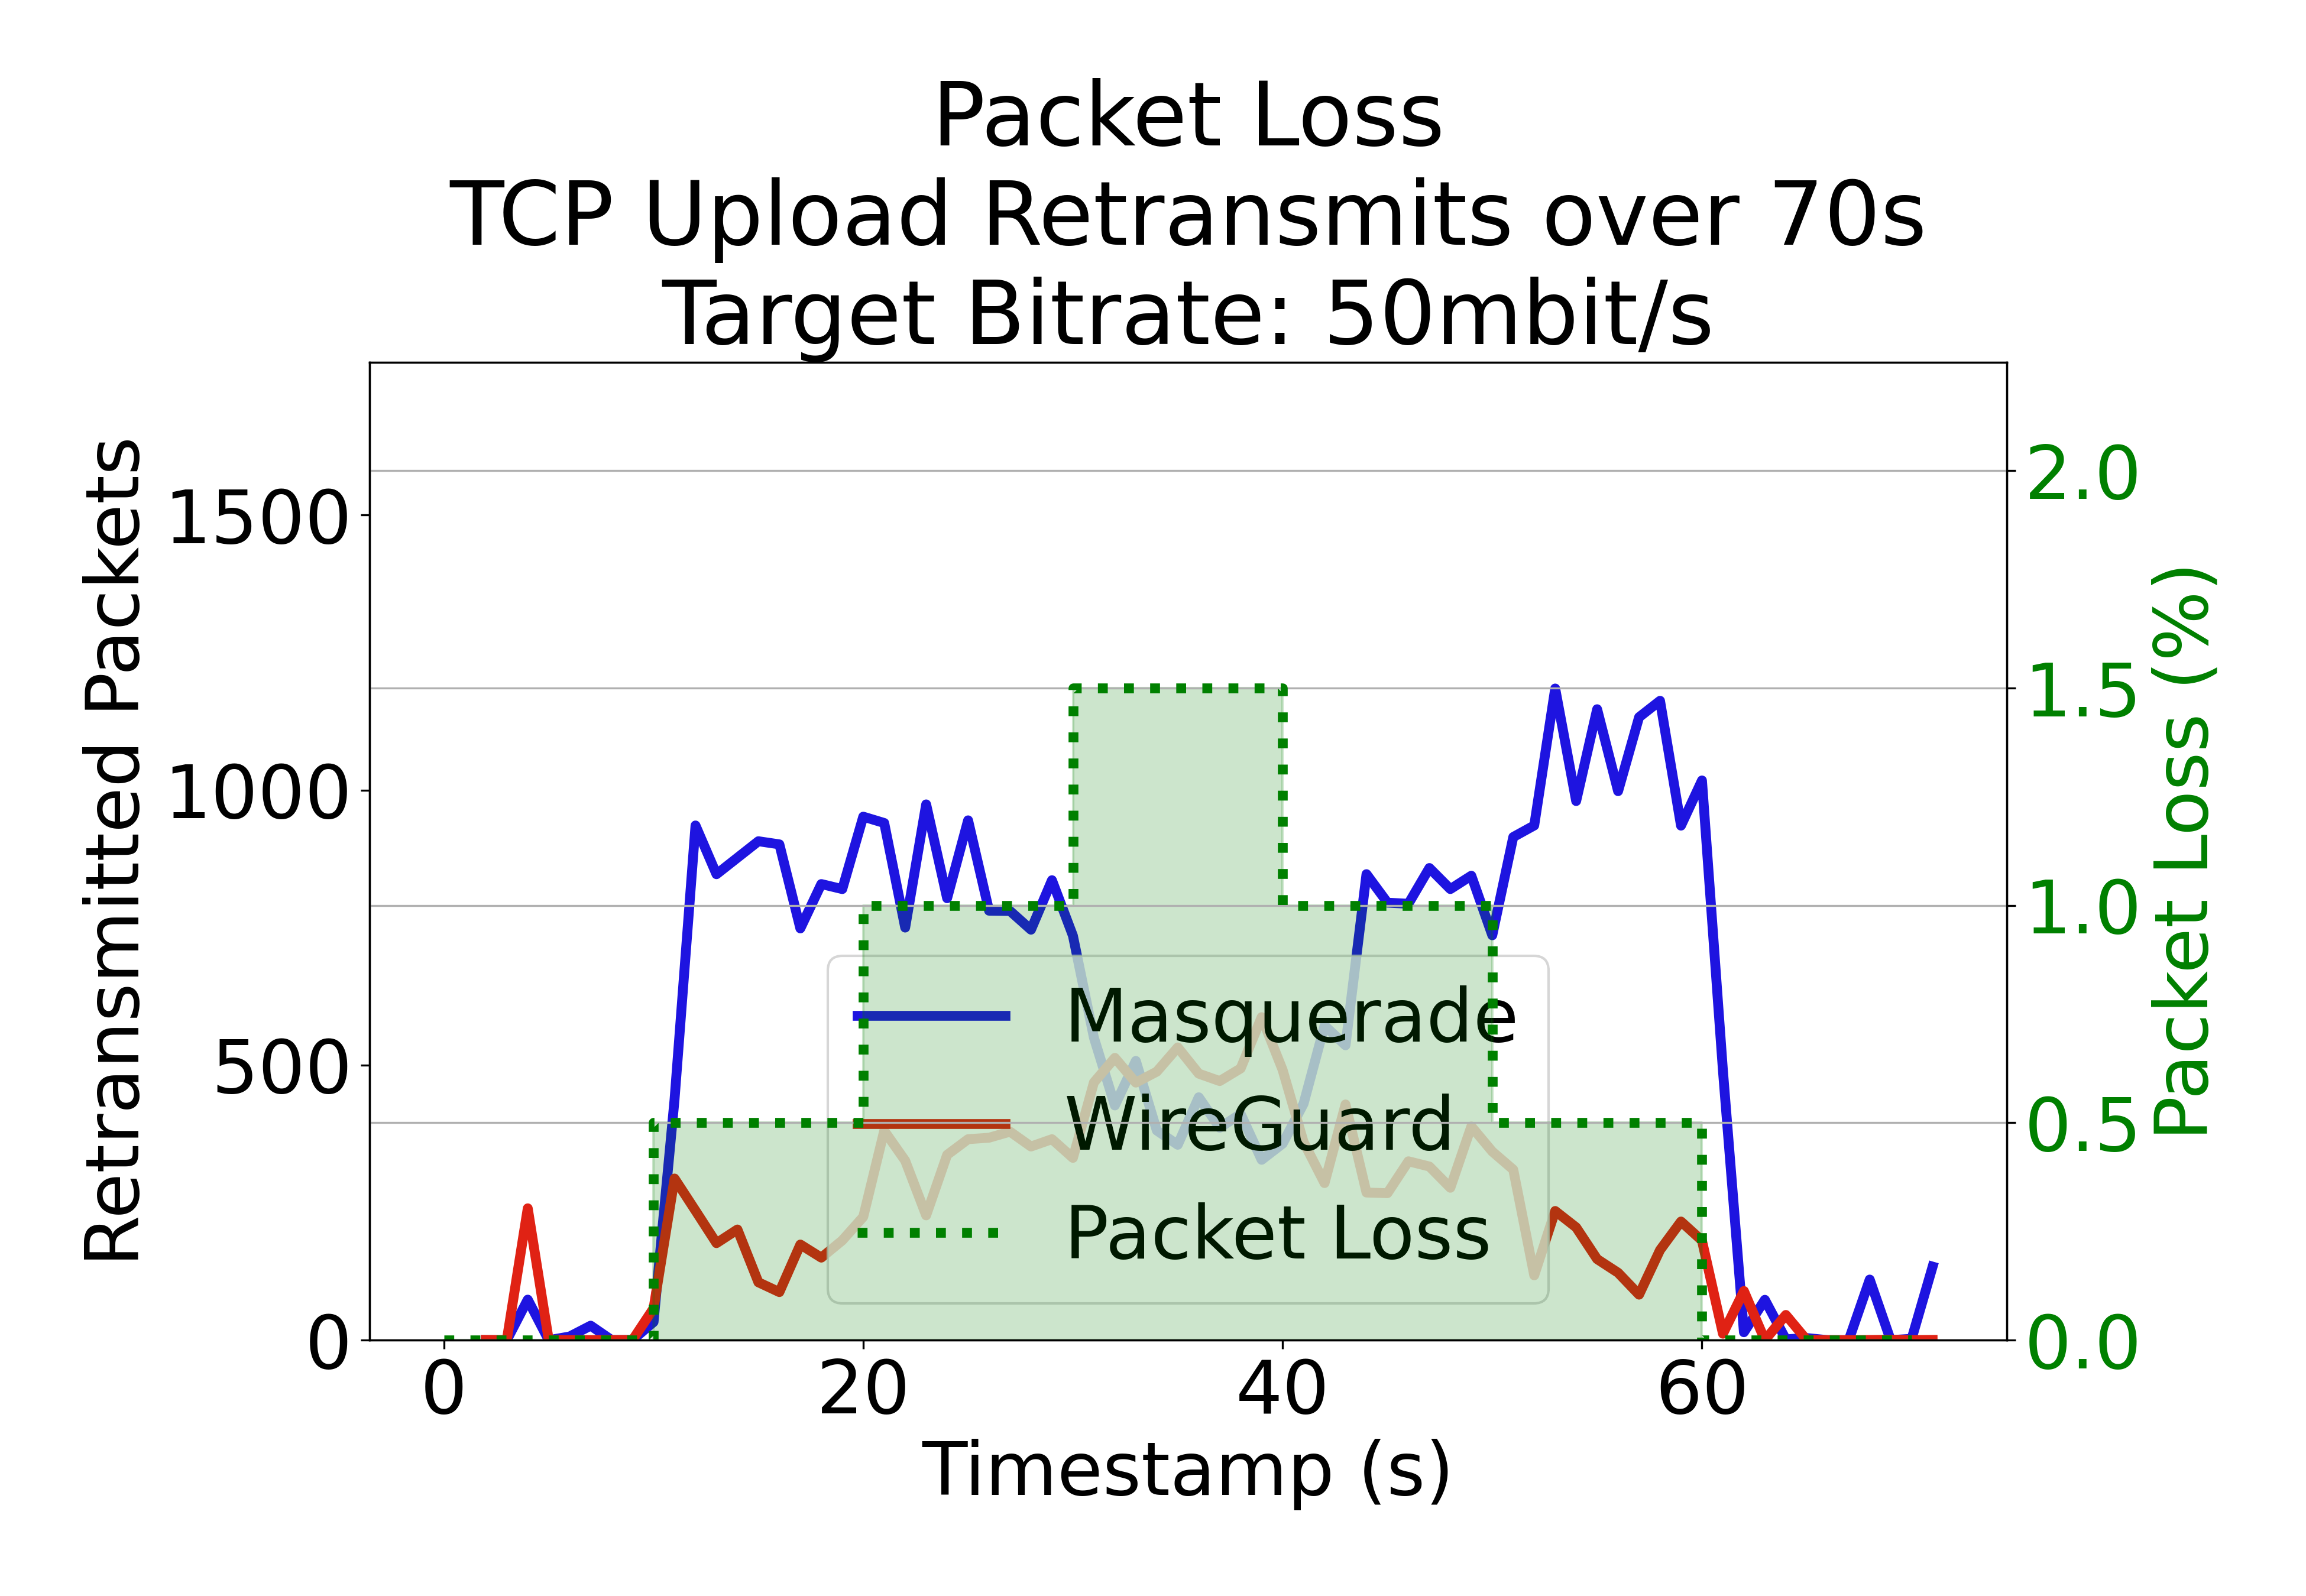 Packet Loss
TCP Upload Retransmits over 70s
Target Bitrate: 50mbit/s
Retransmitted Packets
1500
1000
500
0
2.0
1.5
1.0
0.5
0.0
Packet Loss (%)
Masquerade
WireGuard
Packet Loss
0 20 40 60
Timestamp (s)